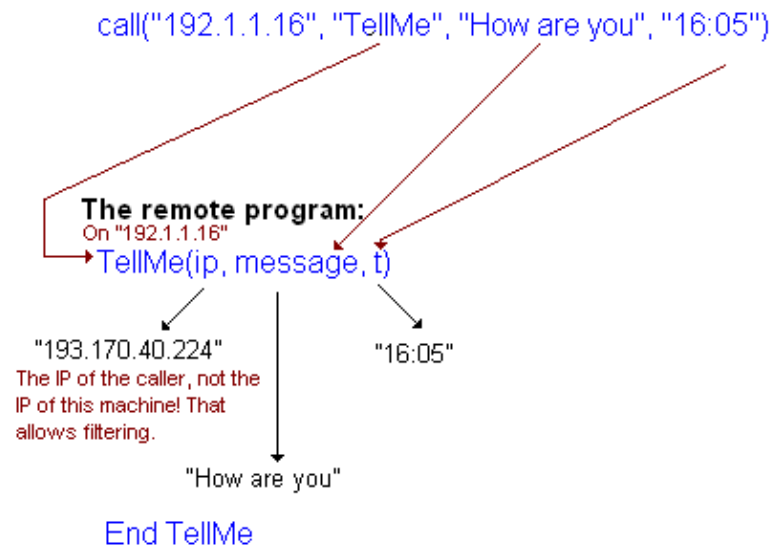 call("192.1.1.16", "TellMe", "How are you", "16:05")
The remote program:
On "192.1.1.16"
TellMe(ip, message, t)
"193.170.40.224"
"16:05"
The IP of the caller, not the
IP of this machine! That
allows filtering.
"How are you"
End TellMe